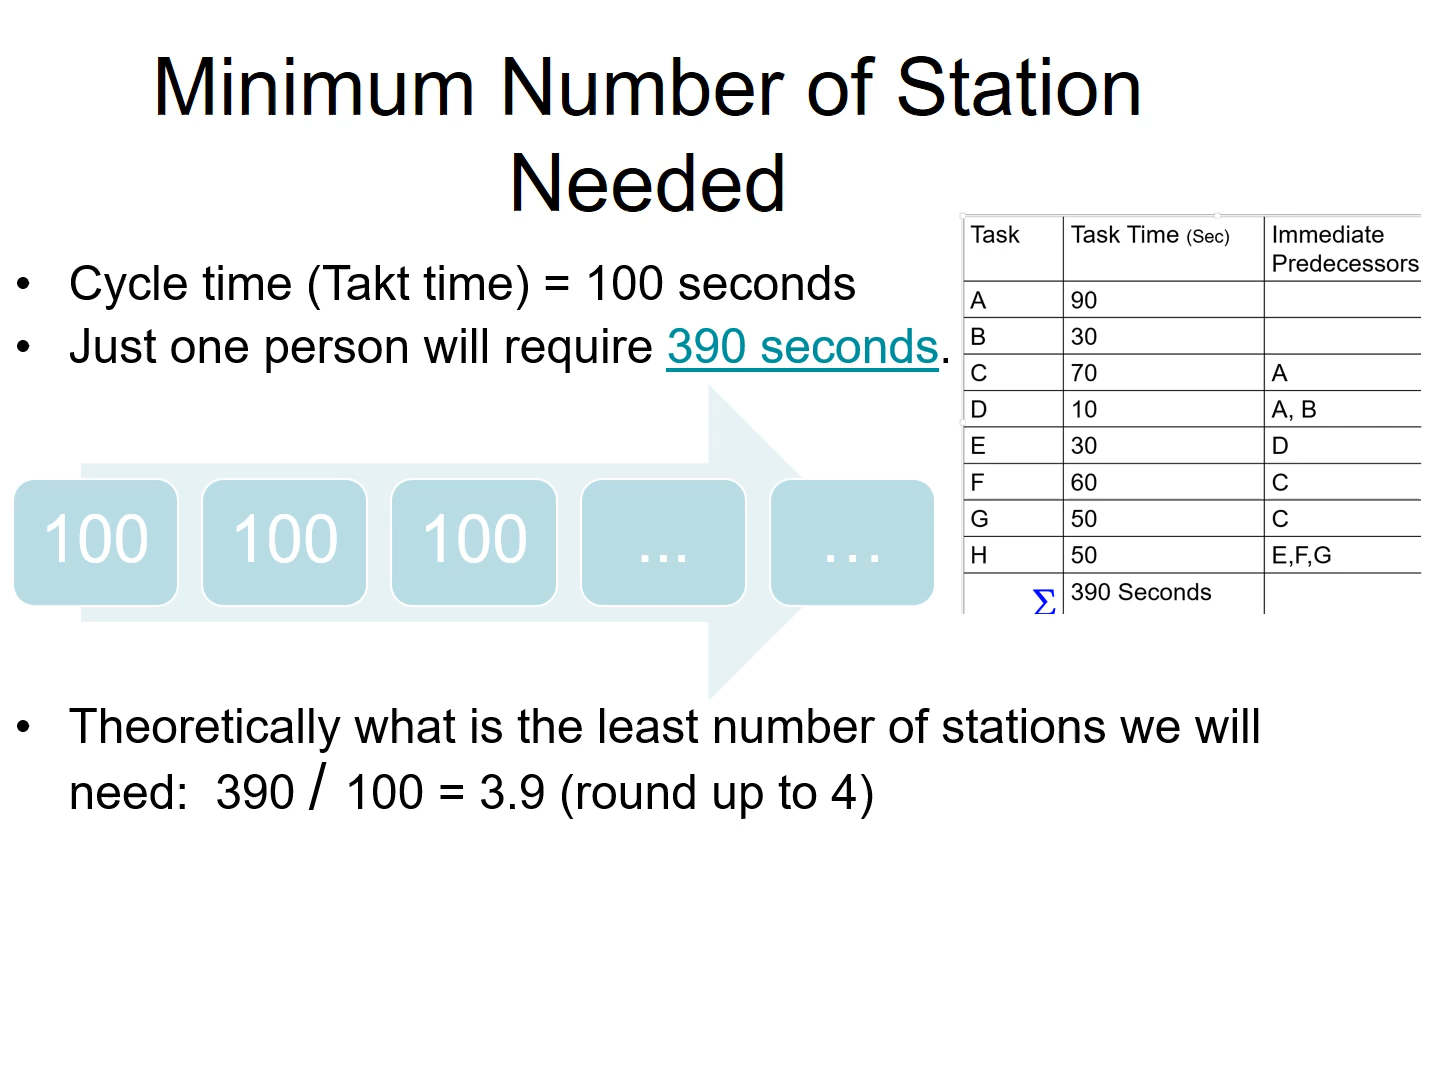 Minimum Number of Station
Needed
• Cycle time (Takt time) = 100 seconds
• Just one person will require 390 seconds.
100 100 100 ... ...
Task Task Time (Sec) Immediate
Predecessors
A 90
B 30
C 70 A
D 10 A, B
E 30 D
F 60 C
G 50 C
H 50 E,F,G
Σ 390 Seconds
• Theoretically what is the least number of stations we will
need: 390 / 100 = 3.9 (round up to 4)